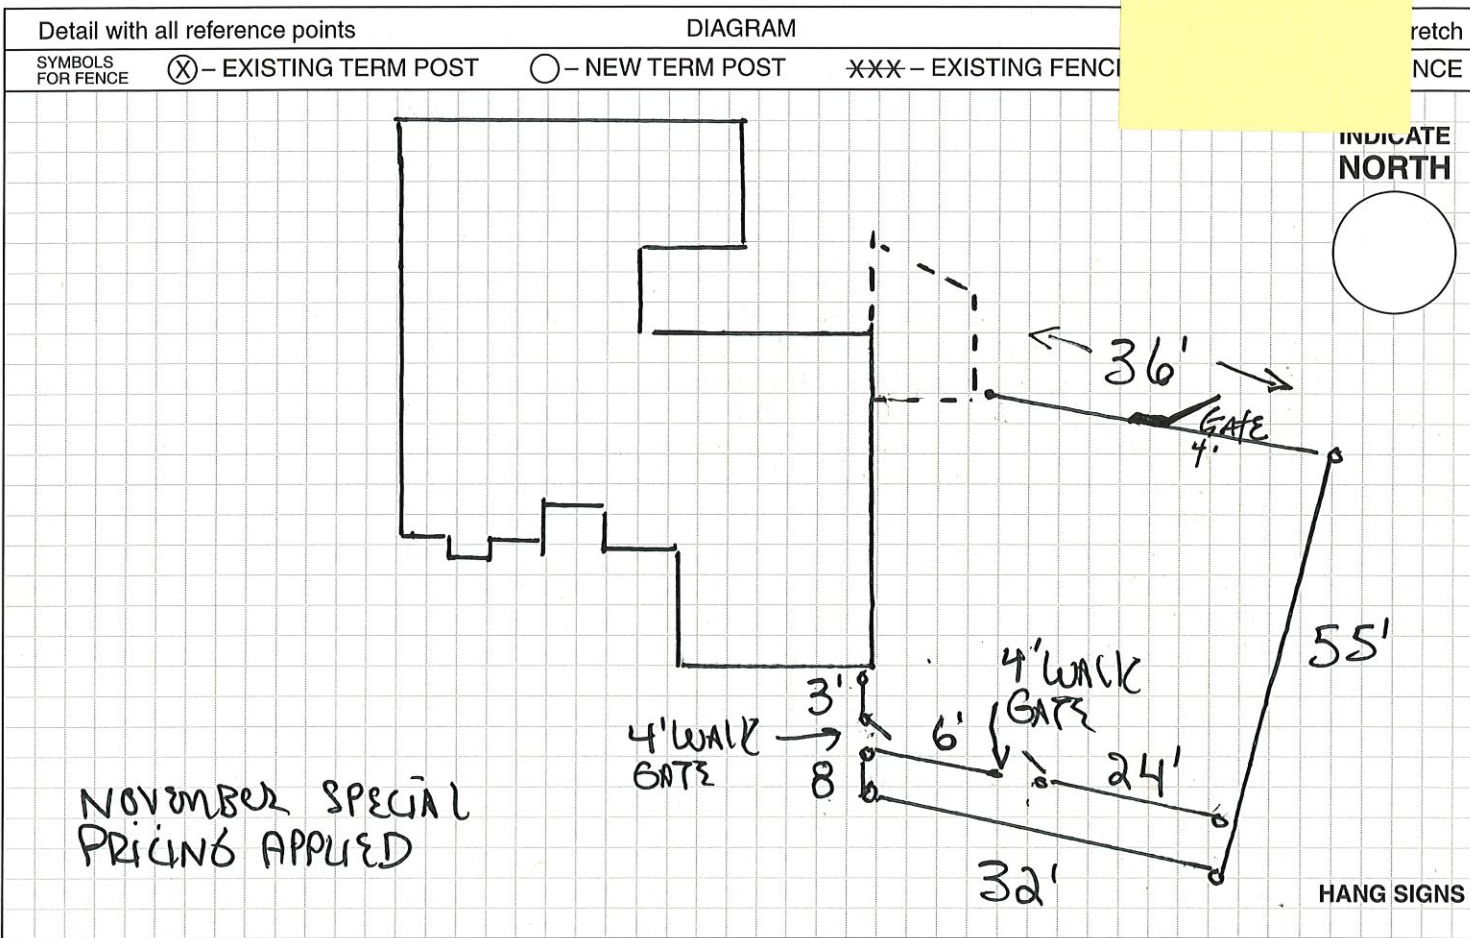 Detail with all reference points DIAGRAM retch
SYMBOLS FOR FENCE Ⓧ – EXISTING TERM POST ◯ – NEW TERM POST XXX – EXISTING FENC NCE
INDICATE
NORTH
36'
GATE
4'
55'
4' WALK
GATE
3'
4' WALK
GATE
6'
8
24'
32'
NOVEMBER SPECIAL
PRICING APPLIED
HANG SIGNS